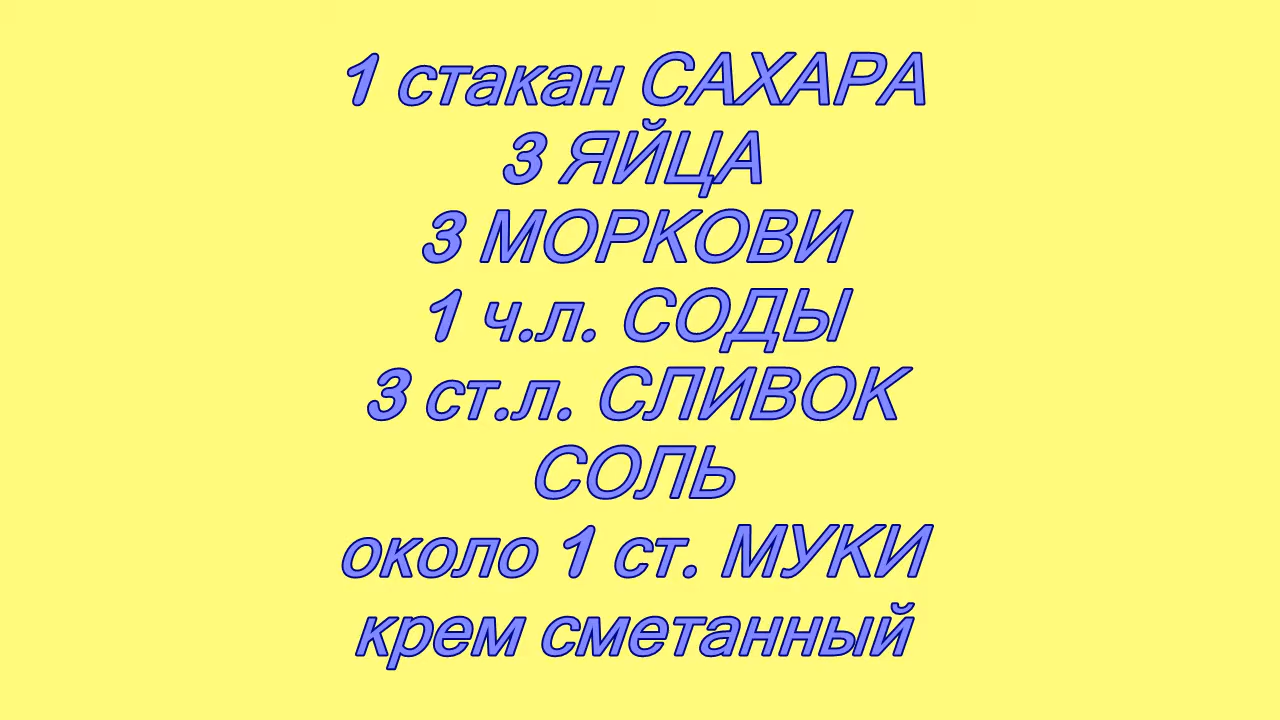 1 стакан САХАРА
3 ЯЙЦА
3 МОРКОВИ
1 ч.л. СОДЫ
3 ст.л. СЛИВОК
СОЛЬ
около 1 ст. МУКИ
крем сметанный